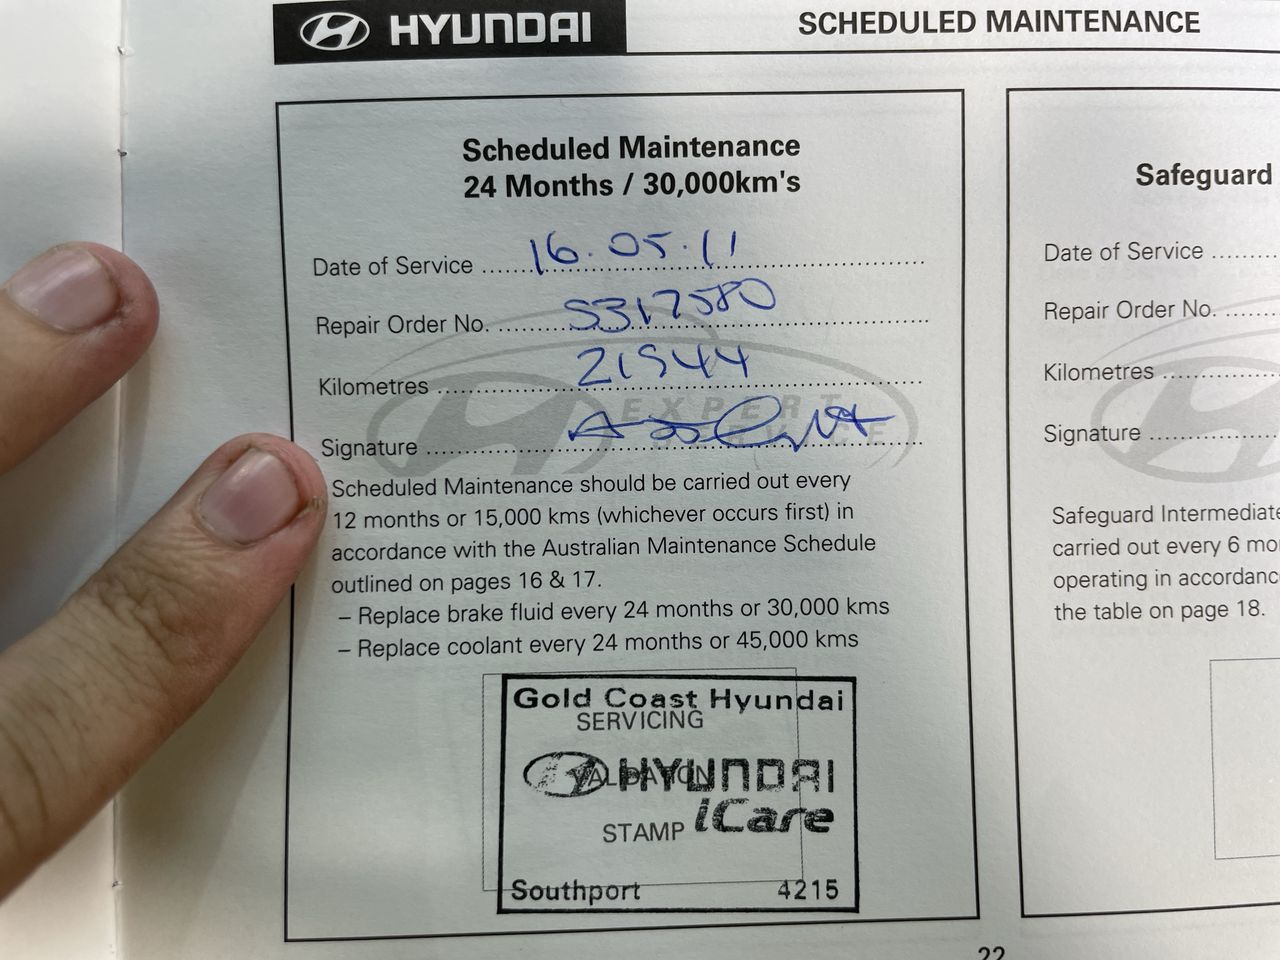 HYUNDAI
SCHEDULED MAINTENANCE
Scheduled Maintenance
24 Months / 30,000km's
Date of Service 16.05.11
Repair Order No. S317580
Kilometres 21944
Signature
EXPERT
SERVICE
Scheduled Maintenance should be carried out every
12 months or 15,000 kms (whichever occurs first) in
accordance with the Australian Maintenance Schedule
outlined on pages 16 & 17.
– Replace brake fluid every 24 months or 30,000 kms
– Replace coolant every 24 months or 45,000 kms
Gold Coast Hyundai
SERVICING
VALIDATION
HYUNDAI
STAMP
iCare
Southport 4215
Safeguard
Date of Service
Repair Order No.
Kilometres
Signature
Safeguard Intermediate
carried out every 6 mo
operating in accordanc
the table on page 18.
22